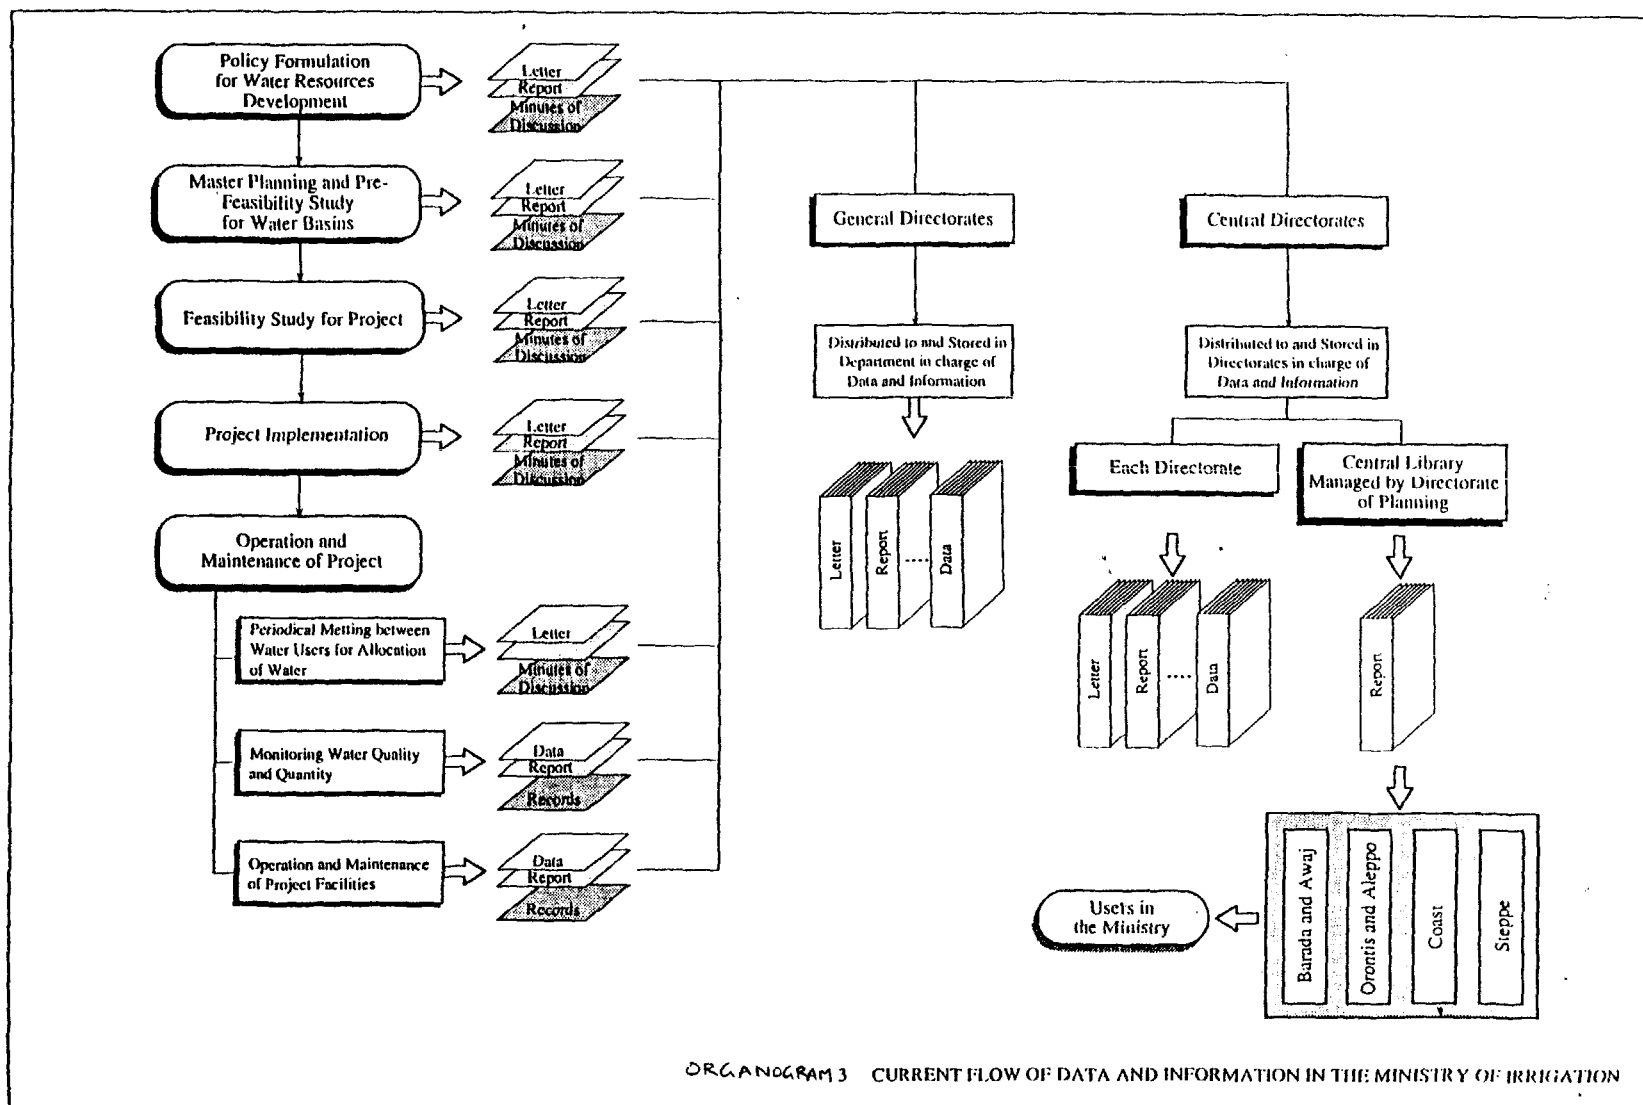 Policy Formulation
for Water Resources
Development
Letter
Report
Minutes of
Discussion
Master Planning and Pre-
Feasibility Study
for Water Basins
Letter
Report
Minutes of
Discussion
Feasibility Study for Project
Letter
Report
Minutes of
Discussion
Project Implementation
Letter
Report
Minutes of
Discussion
Operation and
Maintenance of Project
Periodical Metting between
Water Users for Allocation
of Water
Letter
Minutes of
Discussion
Monitoring Water Quality
and Quantity
Data
Report
Records
Operation and Maintenance
of Project Facilities
Data
Report
Records
General Directorates
Distributed to and Stored in
Department in charge of
Data and Information
Letter
Report
....
Data
Central Directorates
Distributed to and Stored in
Directorates in charge of
Data and Information
Each Directorate
Letter
Report
....
Data
Central Library
Managed by Directorate
of Planning
Report
Barada and Awaj
Orontis and Aleppo
Coast
Steppe
Users in
the Ministry
ORGANOGRAM 3 CURRENT FLOW OF DATA AND INFORMATION IN THE MINISTRY OF IRRIGATION